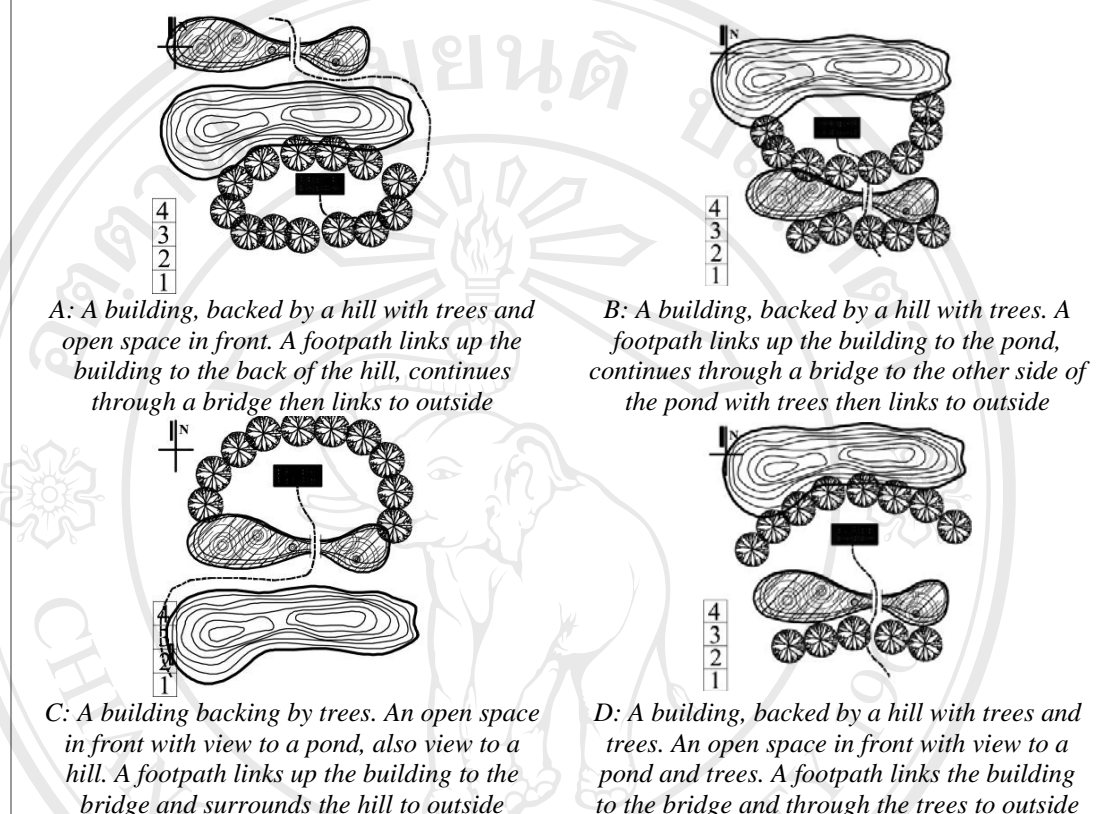 N
4
3
2
1
A: A building, backed by a hill with trees and
open space in front. A footpath links up the
building to the back of the hill, continues
through a bridge then links to outside
N
4
3
2
1
B: A building, backed by a hill with trees. A
footpath links up the building to the pond,
continues through a bridge to the other side of
the pond with trees then links to outside
N
4
3
2
1
C: A building backing by trees. An open space
in front with view to a pond, also view to a
hill. A footpath links up the building to the
bridge and surrounds the hill to outside
N
4
3
2
1
D: A building, backed by a hill with trees and
trees. An open space in front with view to a
pond and trees. A footpath links the building
to the bridge and through the trees to outside